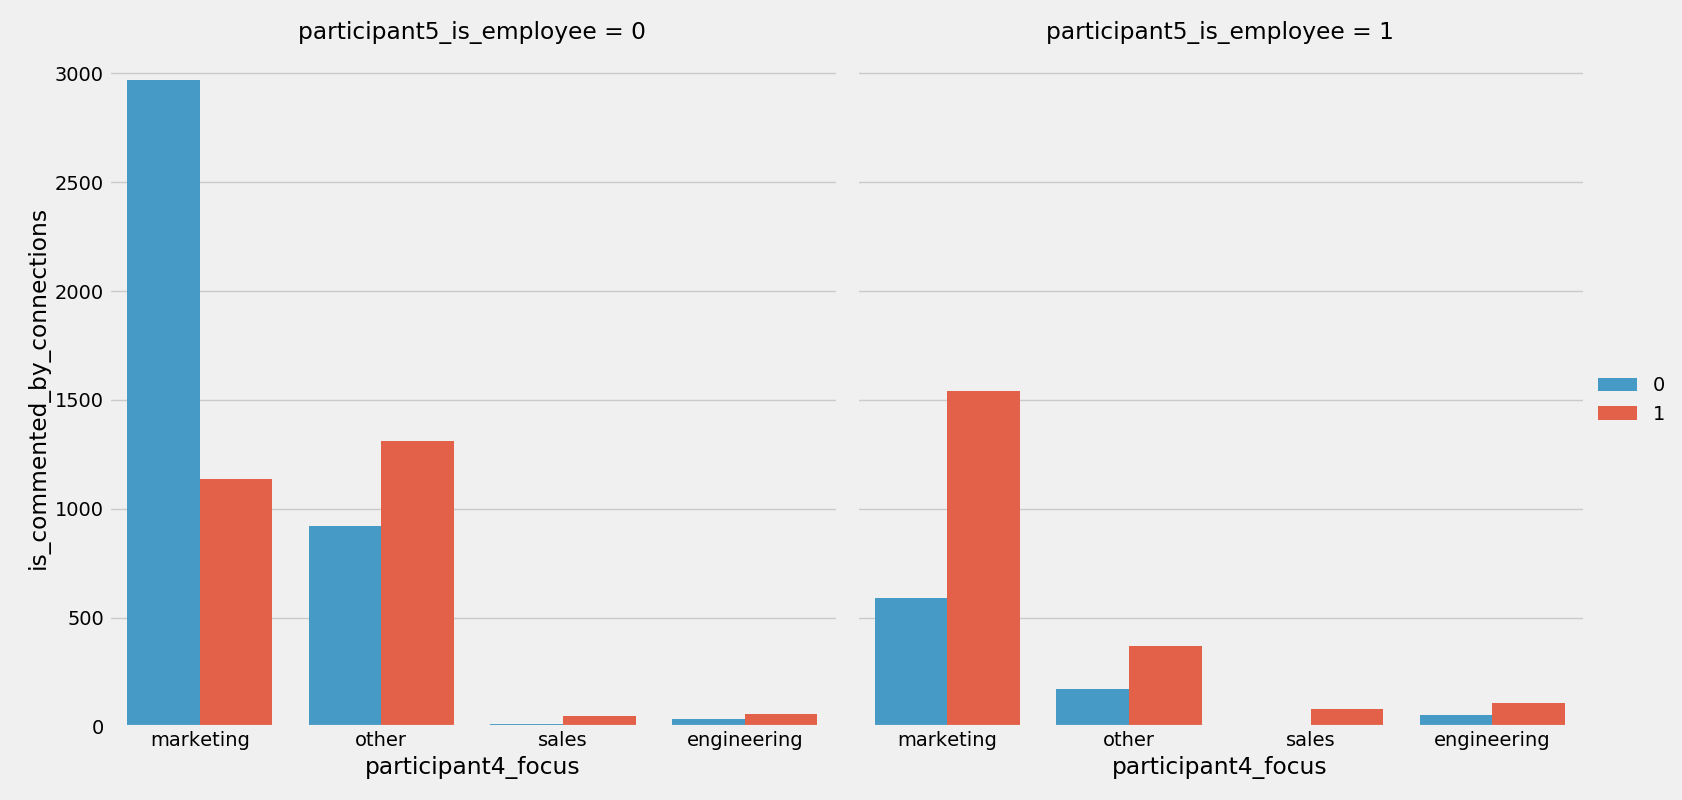 participant5_is_employee = 0
participant5_is_employee = 1
is_commented_by_connections
3000
2500
2000
1500
1000
500
0
marketing other sales engineering
participant4_focus
marketing other sales engineering
participant4_focus
0
1